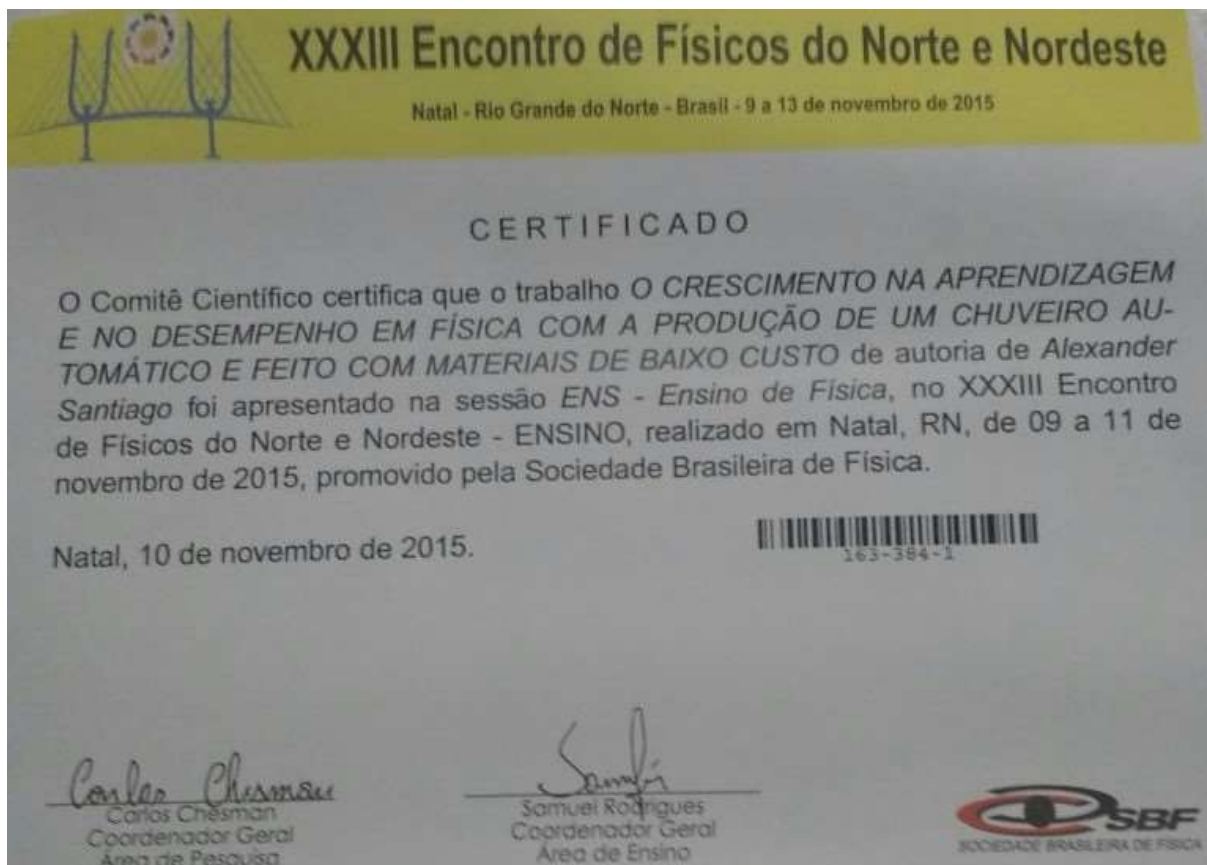 XXXIII Encontro de Físicos do Norte e Nordeste
Natal - Rio Grande do Norte - Brasil - 9 a 13 de novembro de 2015
CERTIFICADO
O Comitê Científico certifica que o trabalho O CRESCIMENTO NA APRENDIZAGEM
E NO DESEMPENHO EM FÍSICA COM A PRODUÇÃO DE UM CHUVEIRO AU-
TOMÁTICO E FEITO COM MATERIAIS DE BAIXO CUSTO de autoria de Alexander
Santiago foi apresentado na sessão ENS - Ensino de Física, no XXXIII Encontro
de Físicos do Norte e Nordeste - ENSINO, realizado em Natal, RN, de 09 a 11 de
novembro de 2015, promovido pela Sociedade Brasileira de Física.
Natal, 10 de novembro de 2015.
163-384-1
Carlos Chesman
Carlos Chesman
Coordenador Geral
Área de Pesquisa
Samuel Rodrigues
Coordenador Geral
Área de Ensino
SBF
SOCIEDADE BRASILEIRA DE FÍSICA